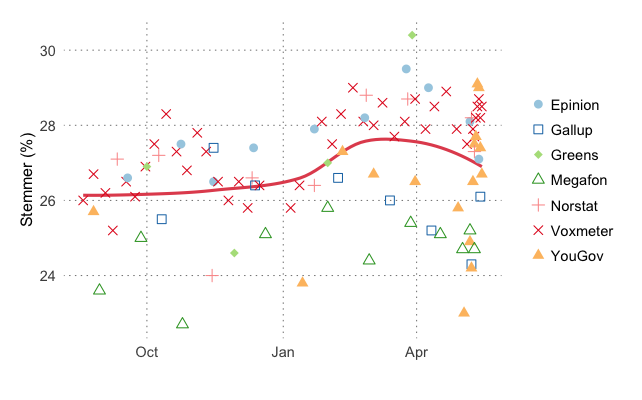 Stemmer (%)
30
28
26
24
Oct
Jan
Apr
Epinion
Gallup
Greens
Megafon
Norstat
Voxmeter
YouGov